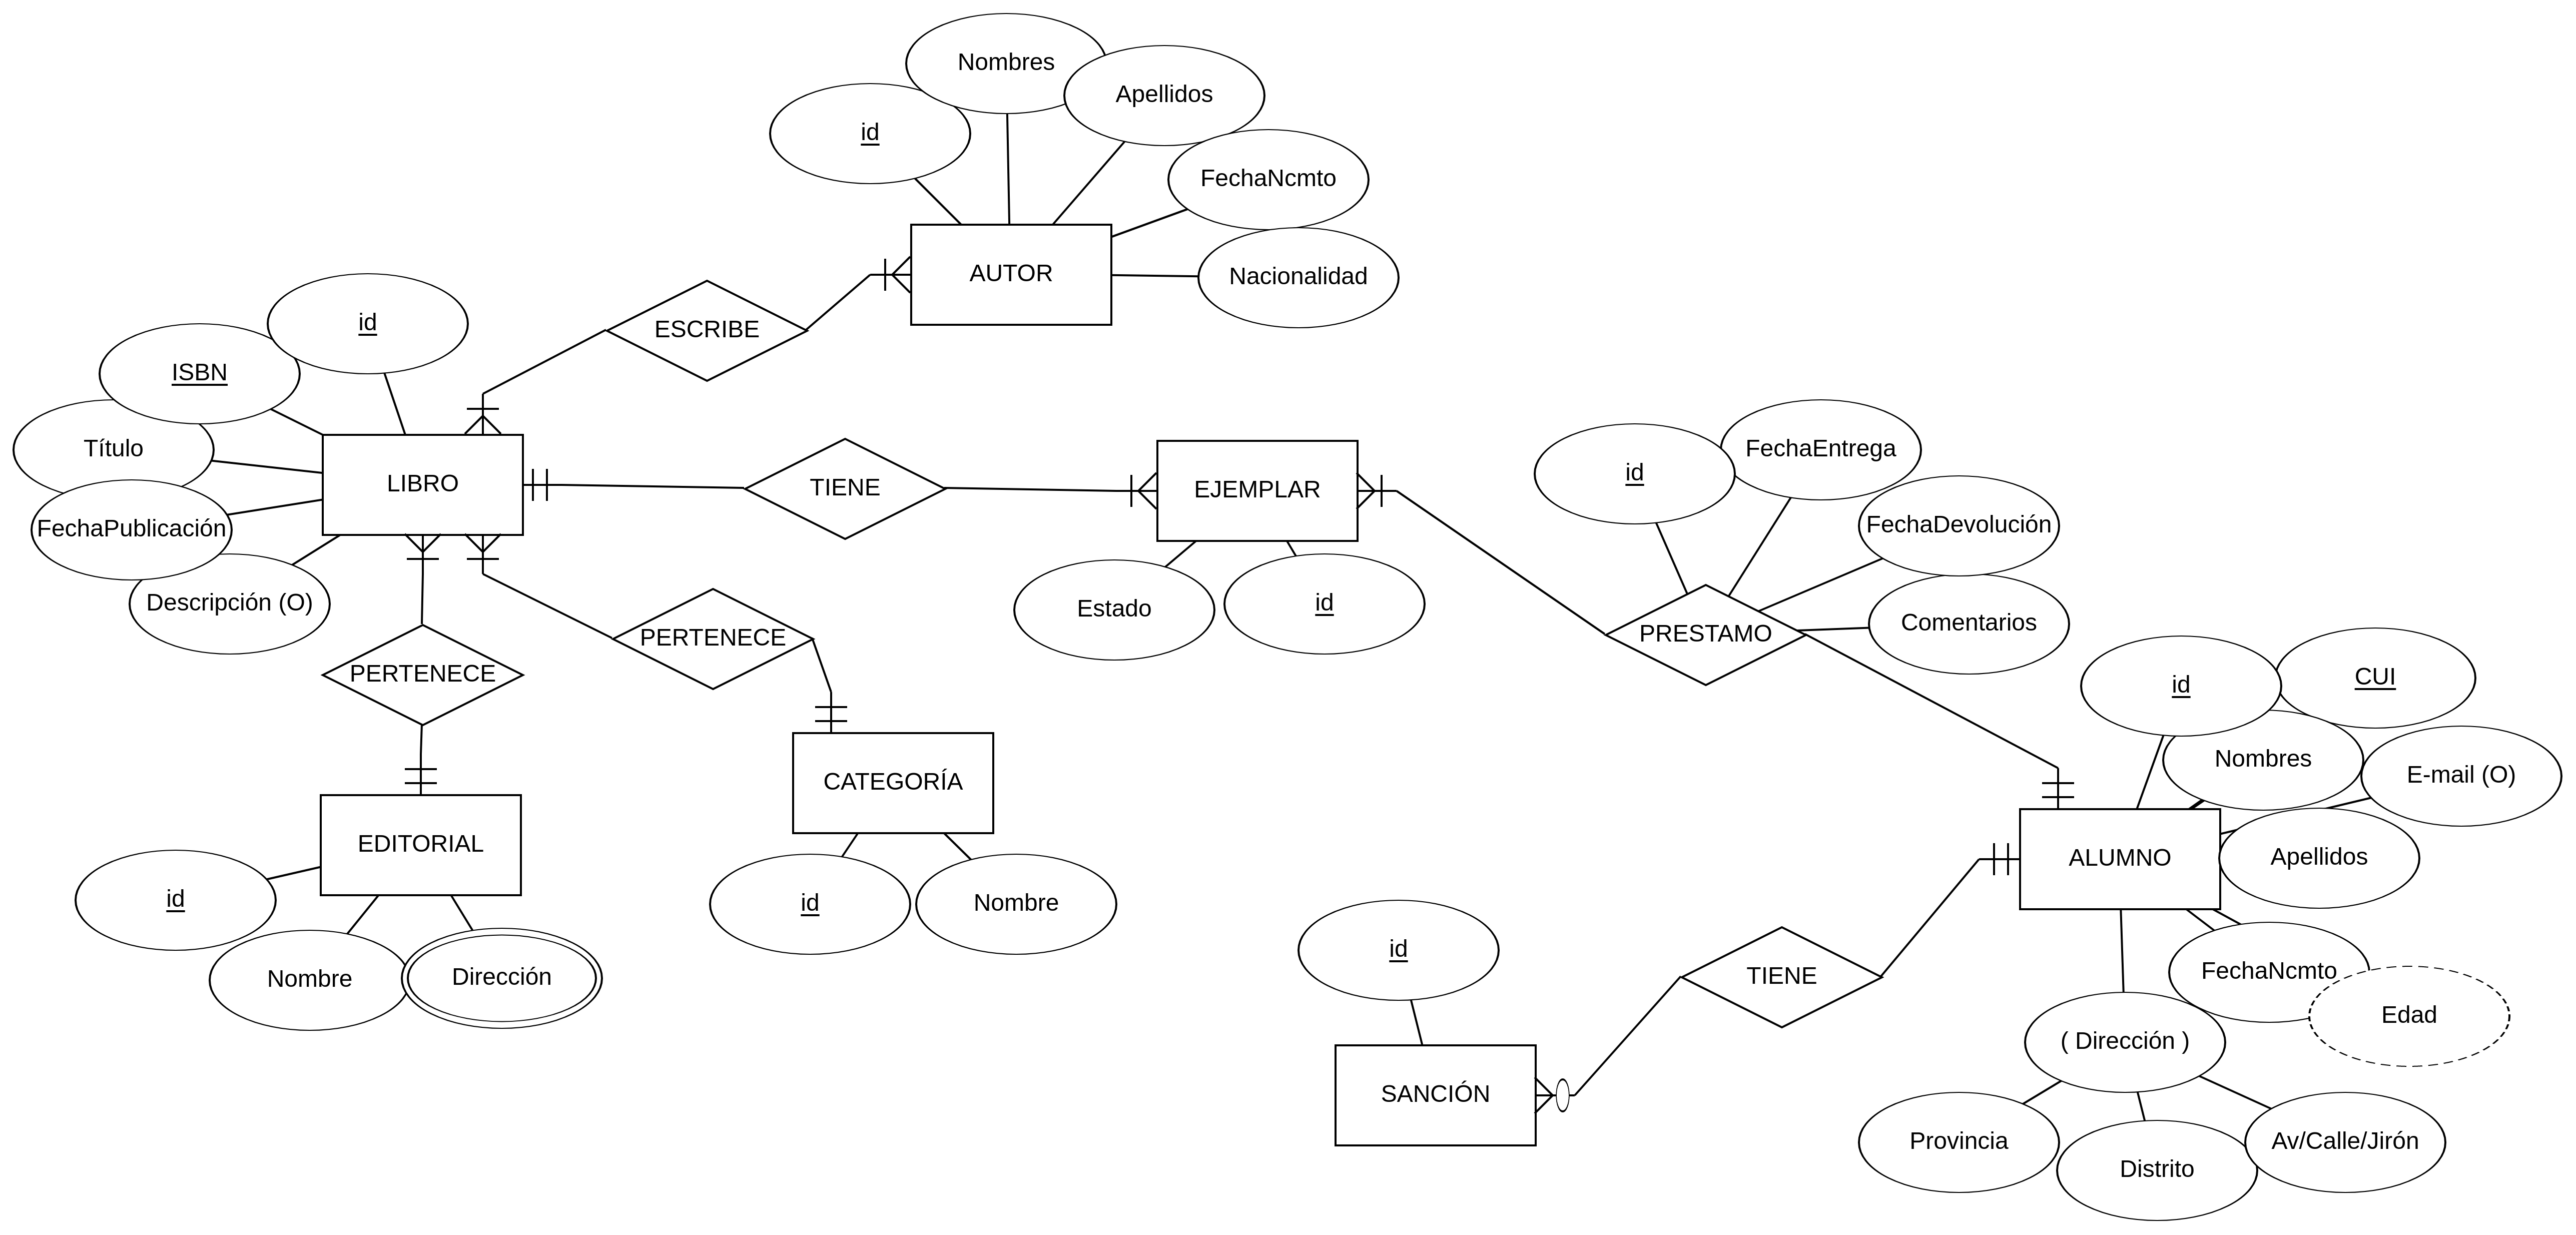 Nombres
Apellidos
id
FechaNcmto
AUTOR
Nacionalidad
id
ESCRIBE
ISBN
Título
LIBRO
FechaPublicación
Descripción (O)
TIENE
EJEMPLAR
Estado
id
id
FechaEntrega
FechaDevolución
Comentarios
PRESTAMO
PERTENECE
PERTENECE
CATEGORÍA
id
Nombre
EDITORIAL
id
Nombre
Dirección
id
CUI
Nombres
E-mail (O)
ALUMNO
Apellidos
FechaNcmto
Edad
( Dirección )
Provincia
Distrito
Av/Calle/Jirón
id
TIENE
SANCIÓN